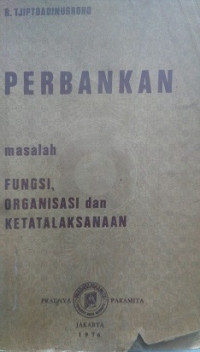 R. TJIPTOADINUGROHO
PERBANKAN
masalah
FUNGSI,
ORGANISASI dan
KETATALAKSANAAN
PRADNYA PARAMITA
JAKARTA